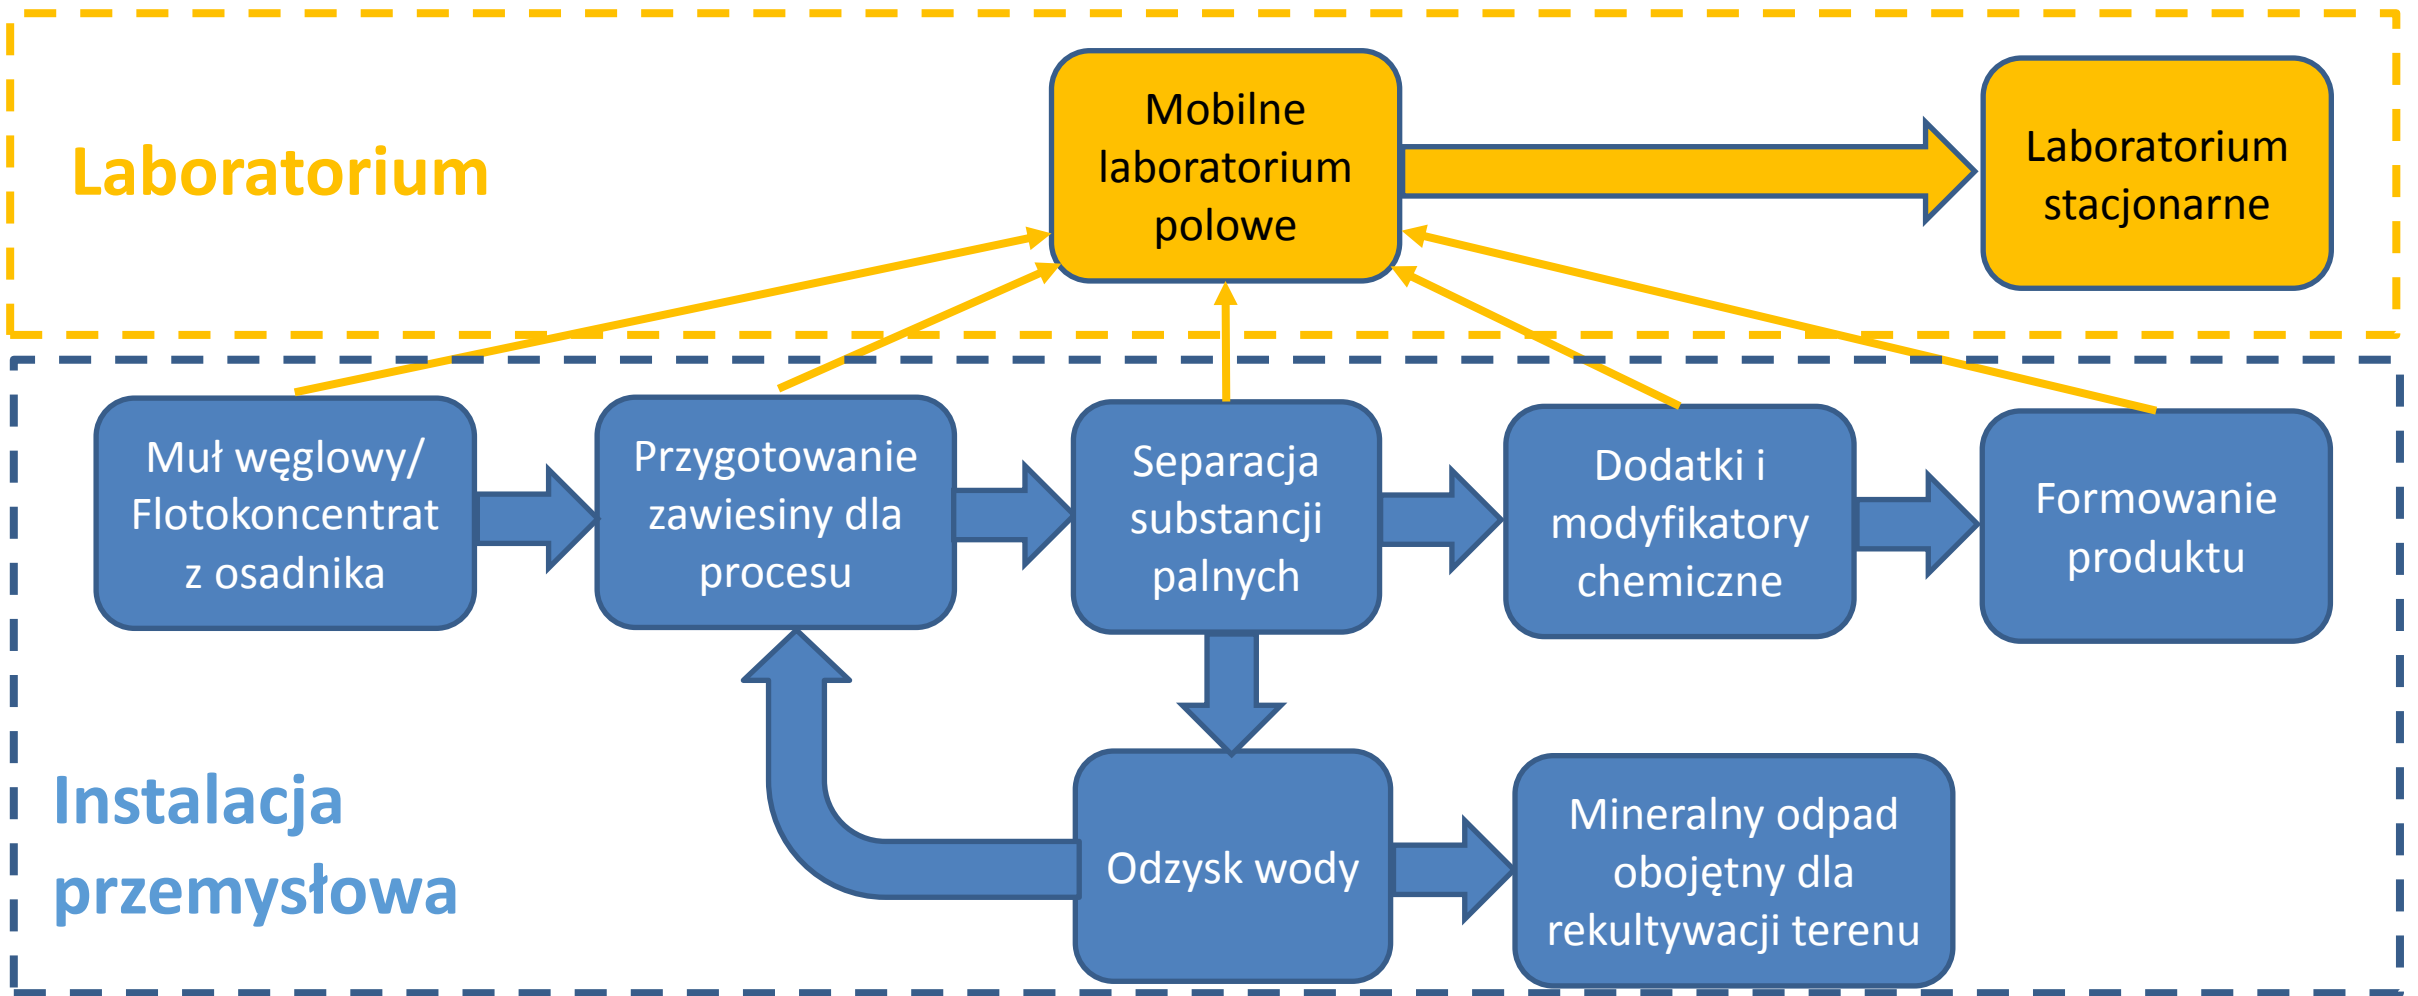 Laboratorium
Mobilne
laboratorium
polowe
Laboratorium
stacjonarne
Muł węglowy/
Flotokoncentrat
z osadnika
Przygotowanie
zawiesiny dla
procesu
Separacja
substancji
palnych
Dodatki i
modyfikatory
chemiczne
Formowanie
produktu
Instalacja
przemysłowa
Odzysk wody
Mineralny odpad
obojętny dla
rekultywacji terenu